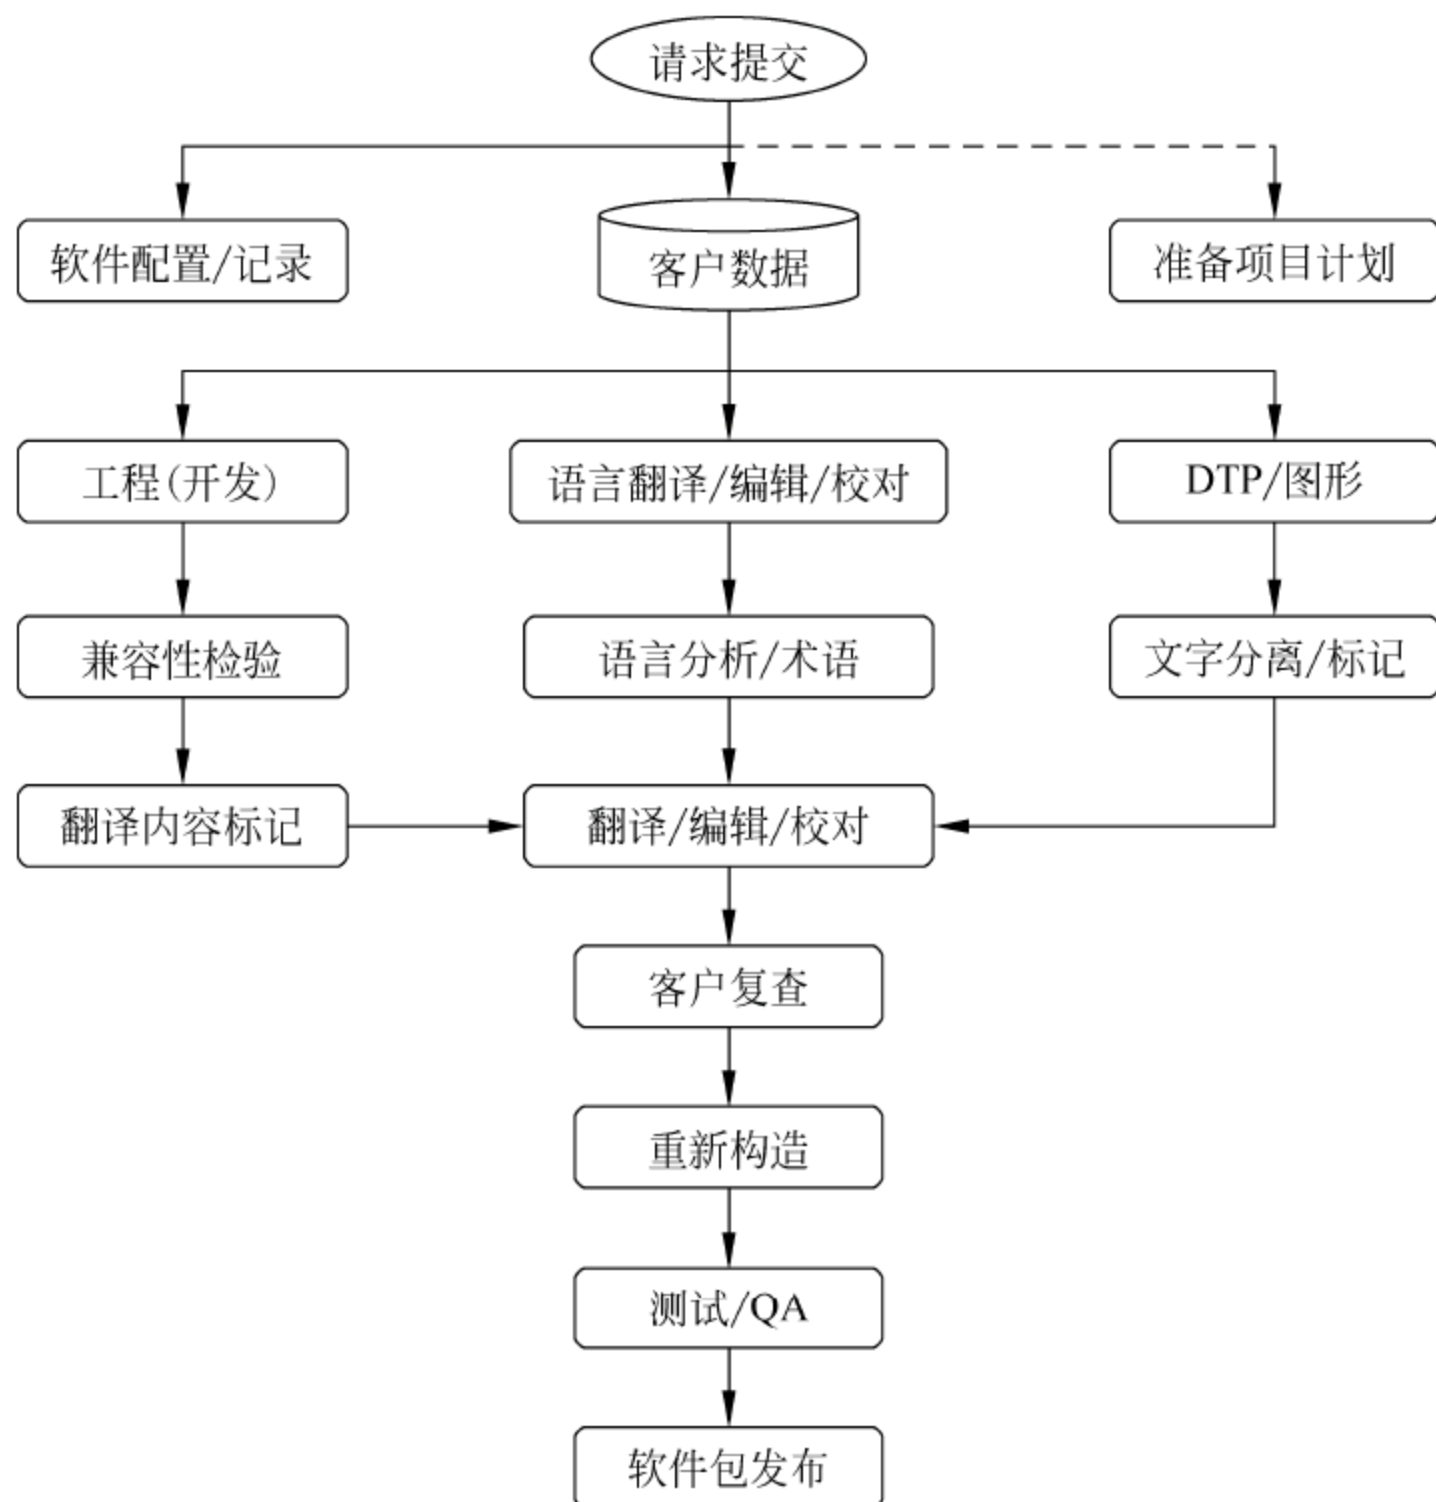 请求提交
软件配置/记录
客户数据
准备项目计划
工程(开发)
语言翻译/编辑/校对
DTP/图形
兼容性检验
语言分析/术语
文字分离/标记
翻译内容标记
翻译/编辑/校对
客户复查
重新构造
测试/QA
软件包发布